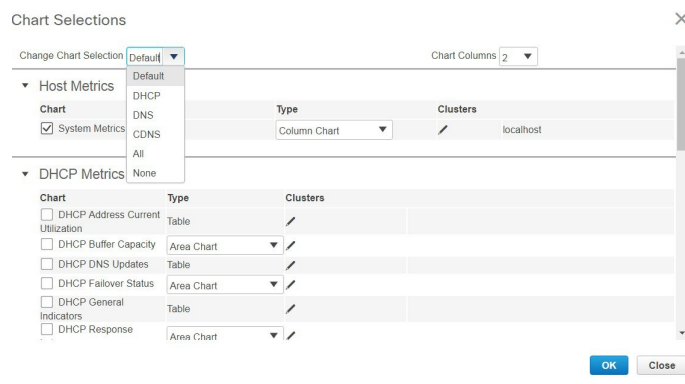 Chart Selections
Change Chart Selection Default
Chart Columns 2
Default
DHCP
DNS
CDNS
All
None
Host Metrics
Chart Type Clusters
System Metrics Column Chart localhost
DHCP Metrics
Chart Type Clusters
DHCP Address Current
Utilization Table
DHCP Buffer Capacity Area Chart
DHCP DNS Updates Table
DHCP Failover Status Area Chart
DHCP General
Indicators Table
DHCP Response
Area Chart
OK Close